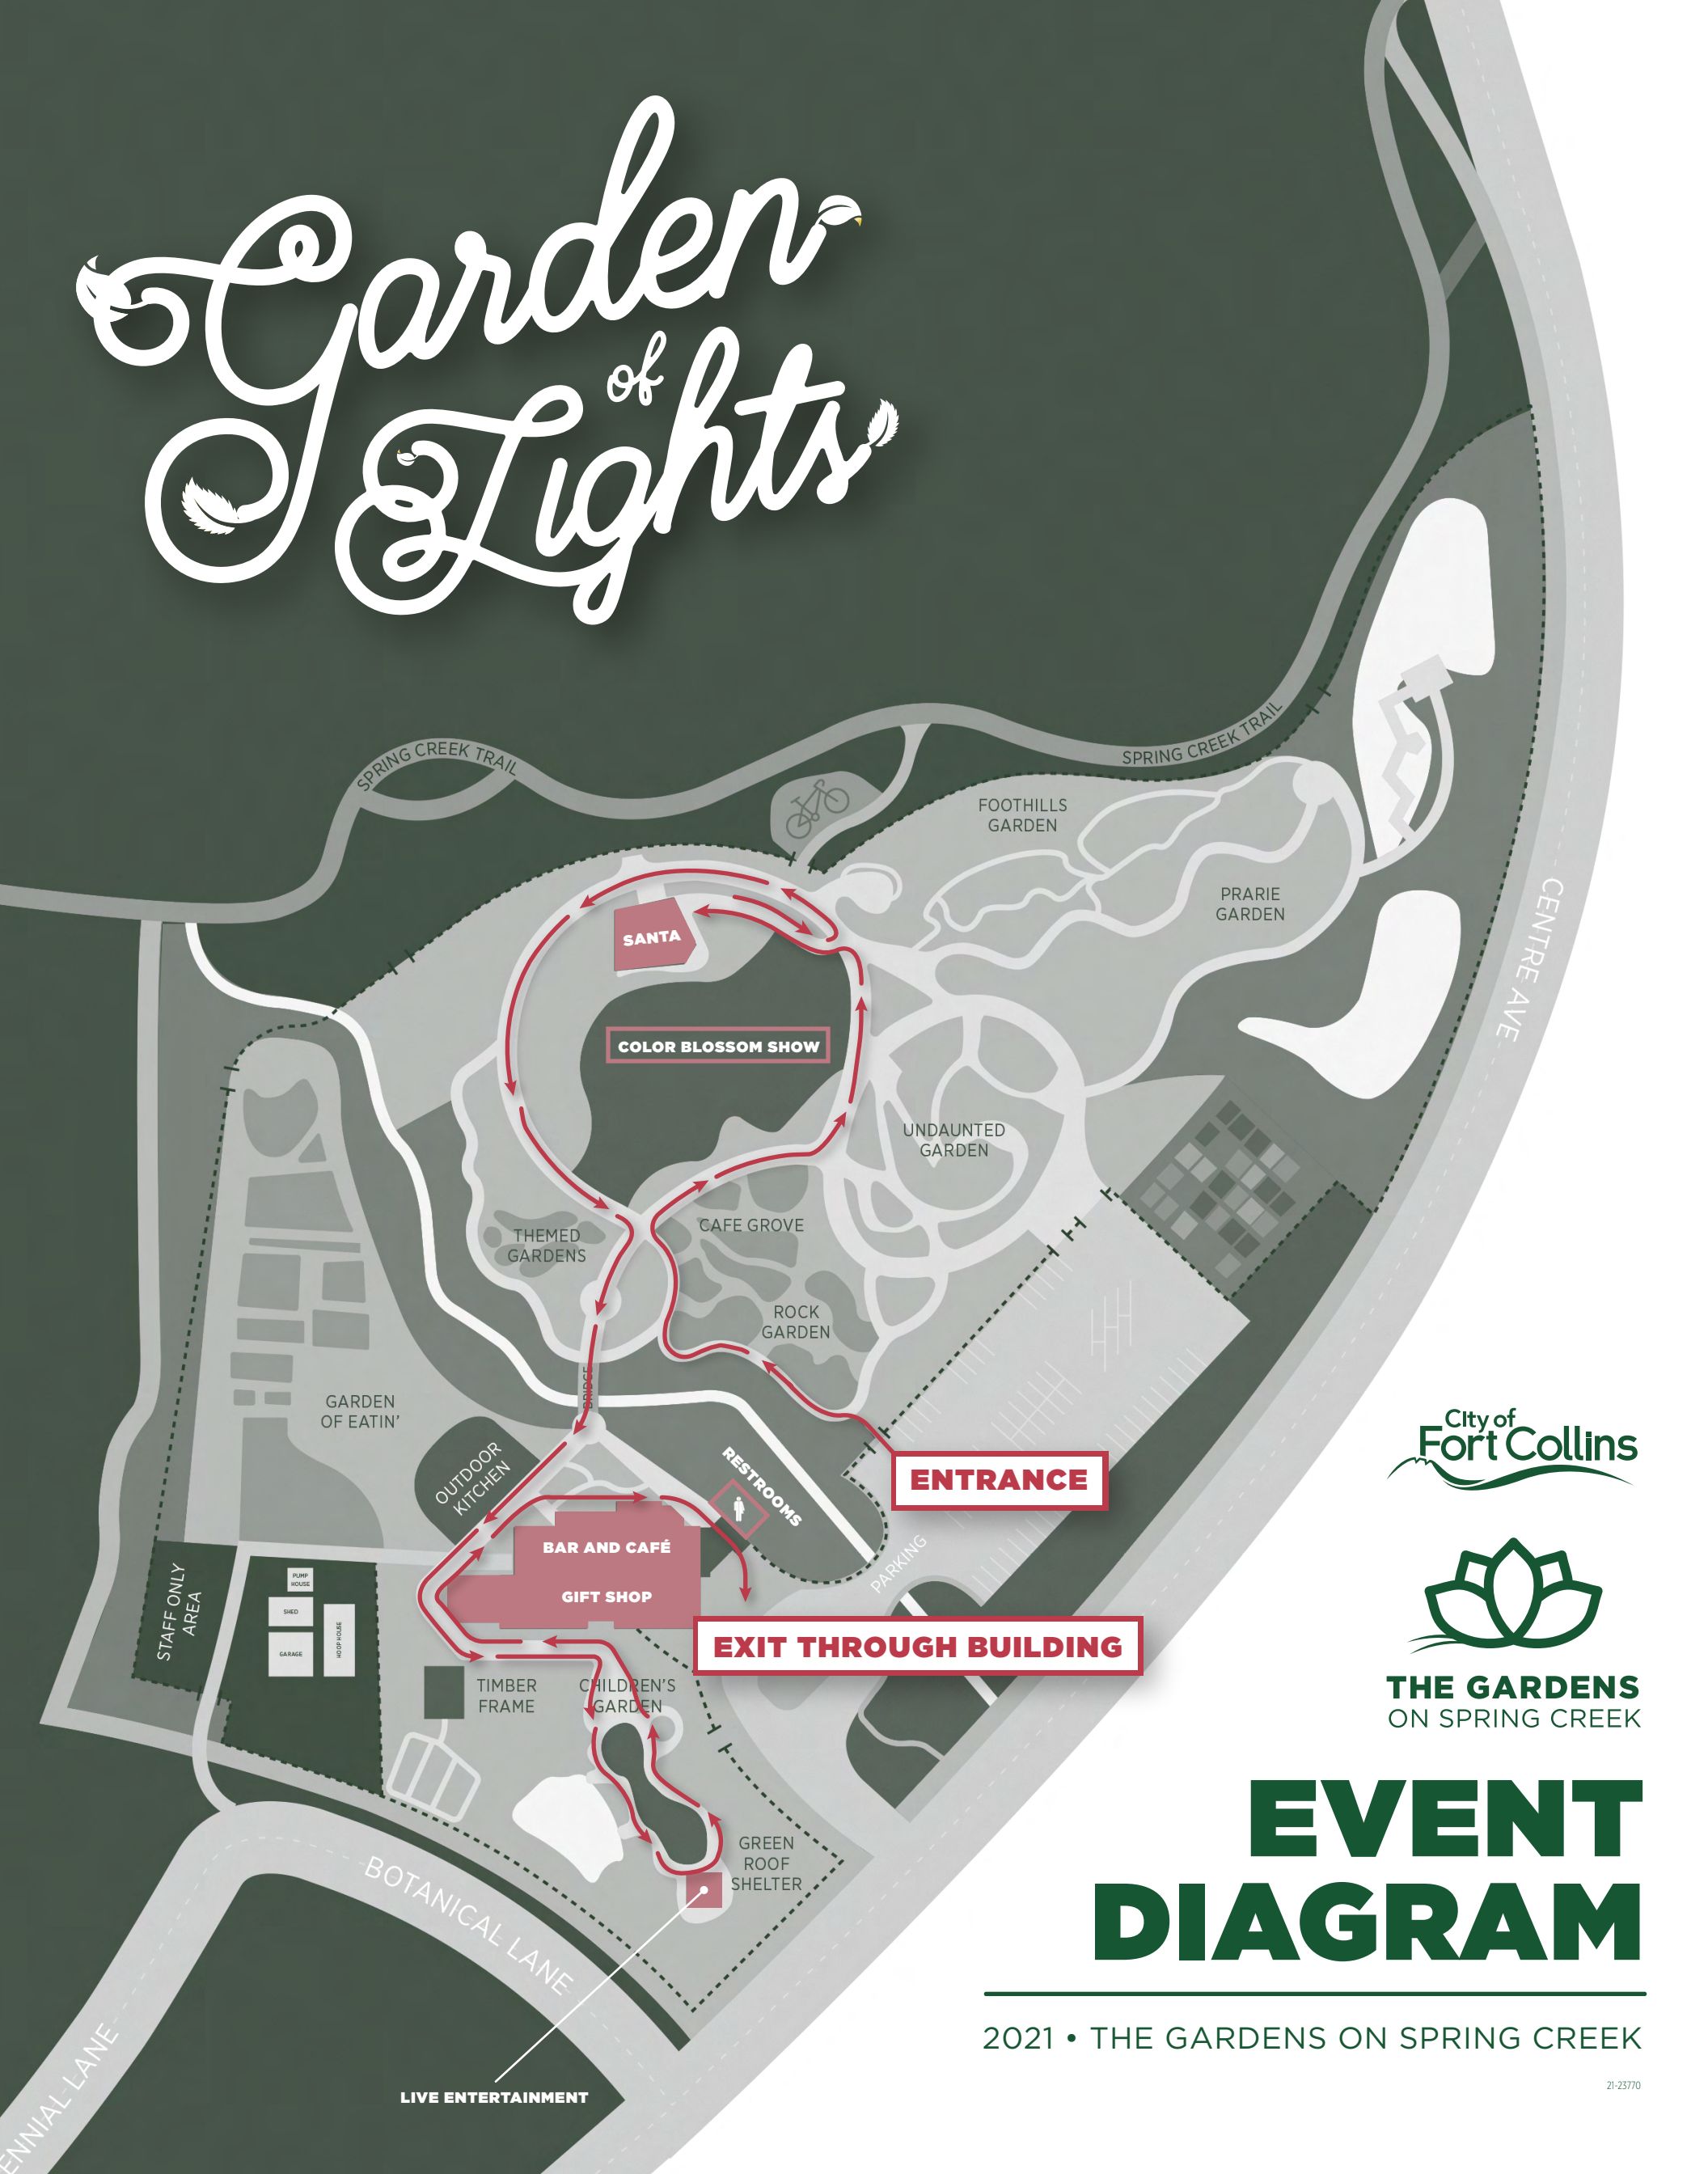 Garden
of
Lights
SPRING CREEK TRAIL
SPRING CREEK TRAIL
FOOTHILLS
GARDEN
PRARIE
GARDEN
CENTRE AVE
SANTA
COLOR BLOSSOM SHOW
UNDAUNTED
GARDEN
CAFE GROVE
THEMED
GARDENS
ROCK
GARDEN
BRIDGE
GARDEN
OF EATIN'
OUTDOOR
KITCHEN
RESTROOMS
ENTRANCE
BAR AND CAFÉ
GIFT SHOP
PARKING
STAFF ONLY
AREA
PUMP
HOUSE
SHED
GARAGE
HOOP HOUSE
EXIT THROUGH BUILDING
TIMBER
FRAME
CHILDREN'S
GARDEN
GREEN
ROOF
SHELTER
BOTANICAL LANE
ENNIAL LANE
LIVE ENTERTAINMENT
City of
Fort Collins
THE GARDENS
ON SPRING CREEK
EVENT
DIAGRAM
2021 • THE GARDENS ON SPRING CREEK
21-23770